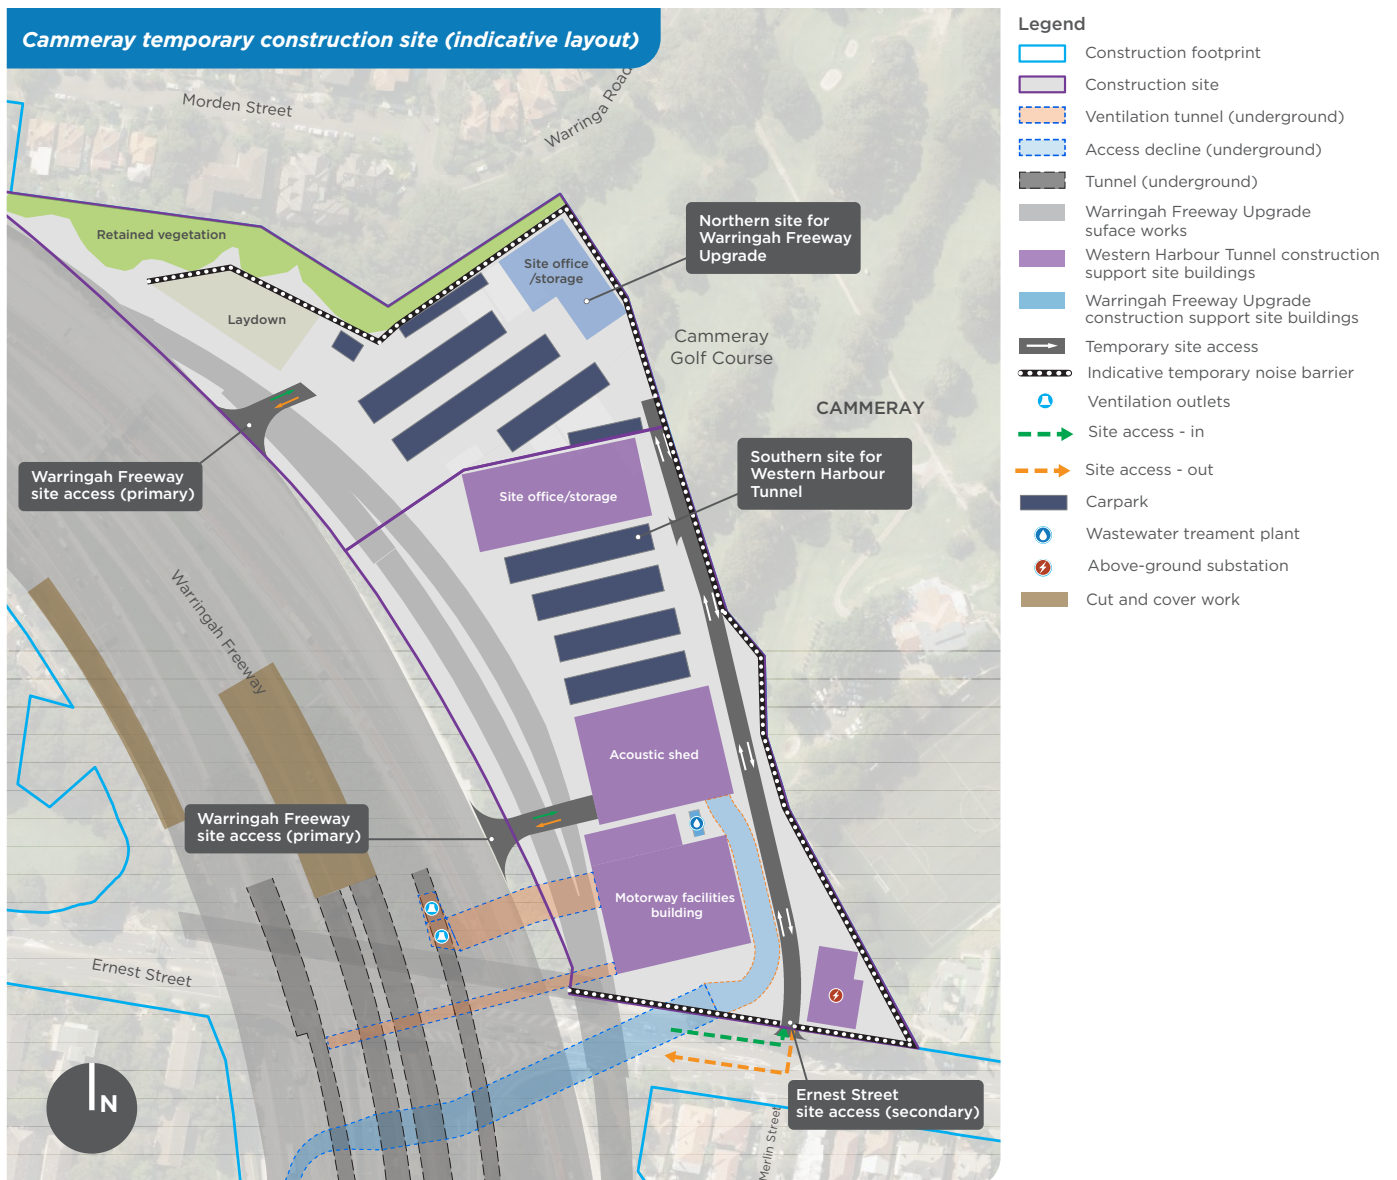 Cammeray temporary construction site (indicative layout)
Morden Street
Warringa Road
Retained vegetation
Laydown
Site office
/storage
Northern site for
Warringah Freeway
Upgrade
Cammeray
Golf Course
CAMMERAY
Warringah Freeway
site access (primary)
Site office/storage
Southern site for
Western Harbour
Tunnel
Warringah Freeway
Acoustic shed
Warringah Freeway
site access (primary)
Motorway facilities
building
Ernest Street
N
Ernest Street
site access (secondary)
Merlin Street
Legend
Construction footprint
Construction site
Ventilation tunnel (underground)
Access decline (underground)
Tunnel (underground)
Warringah Freeway Upgrade
suface works
Western Harbour Tunnel construction
support site buildings
Warringah Freeway Upgrade
construction support site buildings
Temporary site access
Indicative temporary noise barrier
Ventilation outlets
Site access - in
Site access - out
Carpark
Wastewater treament plant
Above-ground substation
Cut and cover work